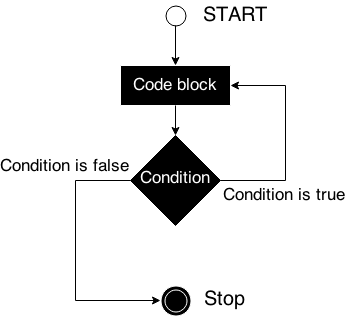 START
Code block
Condition is false
Condition
Condition is true
Stop